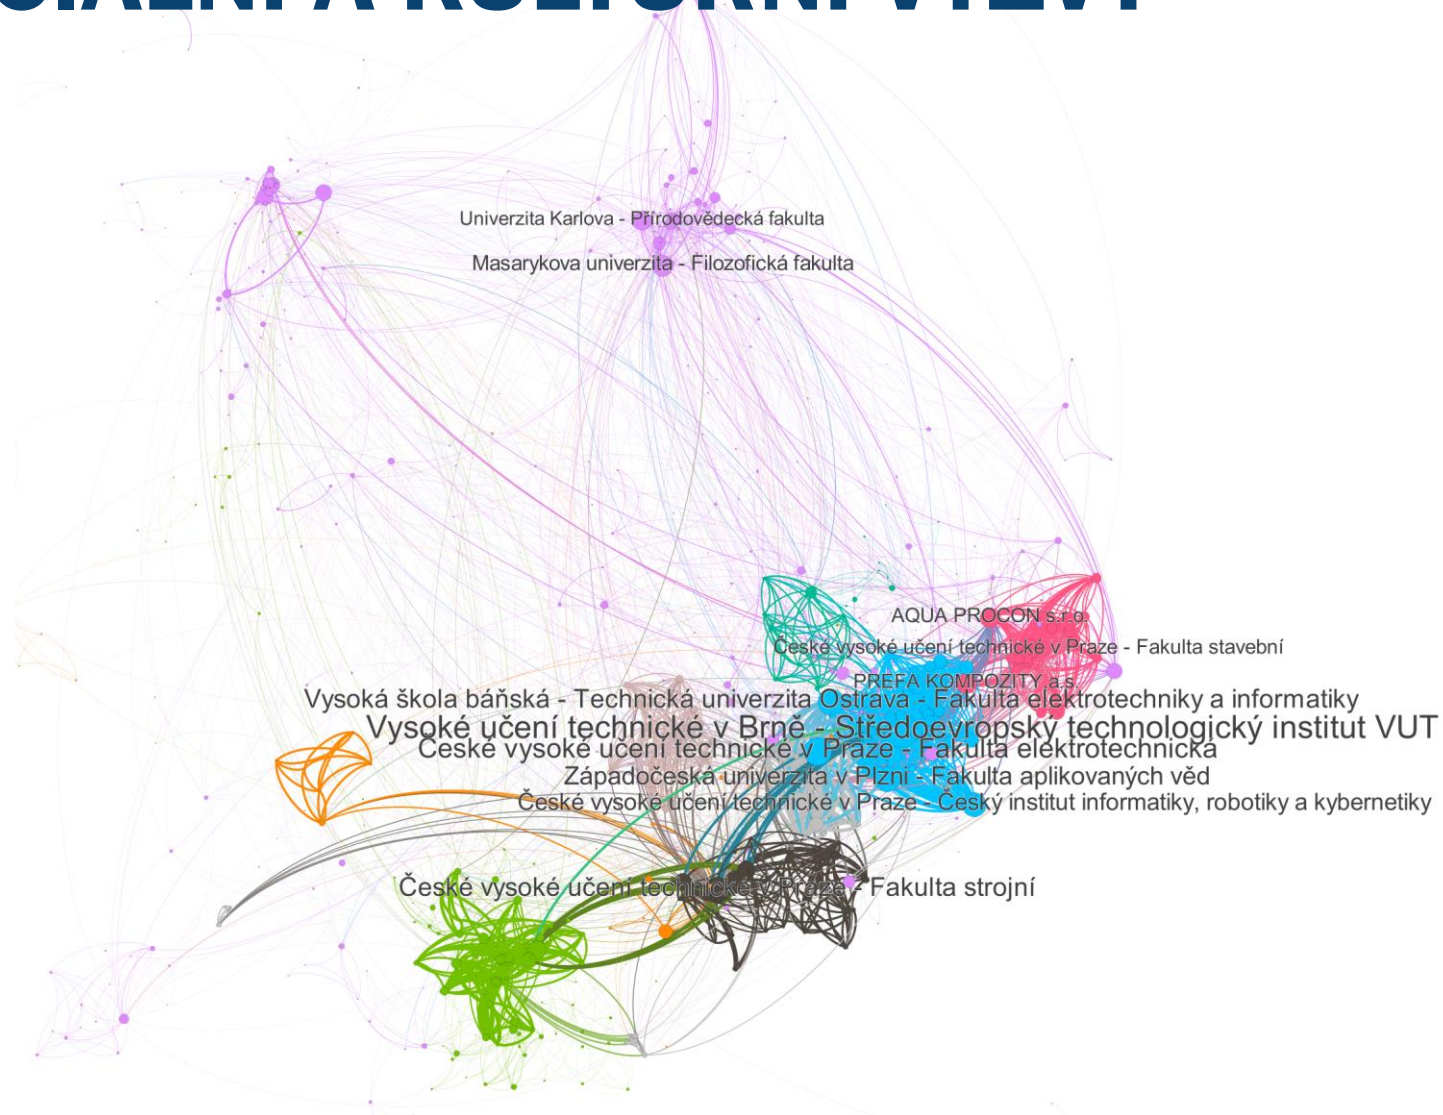 Univerzita Karlova - Přírodovědecká fakulta
Masarykova univerzita - Filozofická fakulta
AQUA PROCON s.r.o.
České vysoké učení technické v Praze - Fakulta stavební
PREFA KOMPOZITY a.s.
Vysoká škola báňská - Technická univerzita Ostrava - Fakulta elektrotechniky a informatiky
Vysoké učení technické v Brně - Středoevropský technologický institut VUT
České vysoké učení technické v Praze - Fakulta elektrotechnická
Západočeská univerzita v Plzni - Fakulta aplikovaných věd
České vysoké učení technické v Praze - Český institut informatiky, robotiky a kybernetiky
České vysoké učení technické v Praze - Fakulta strojní